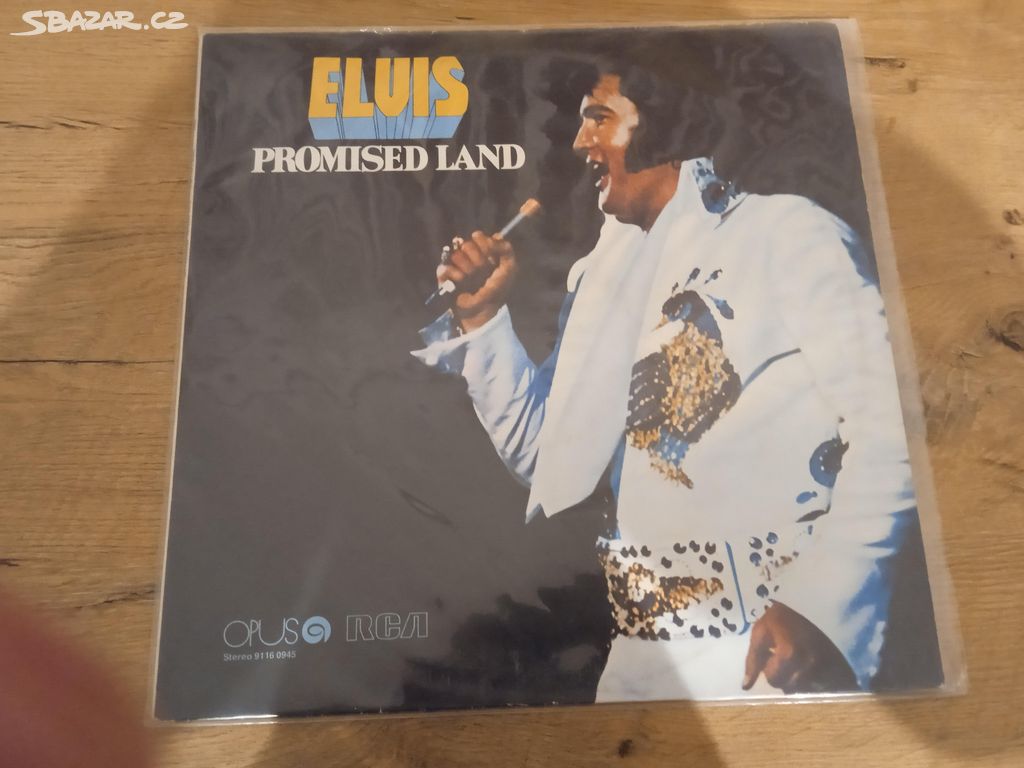 SBAZAR.CZ
ELVIS
PROMISED LAND
OPUS RCA
Stereo 9116 0945